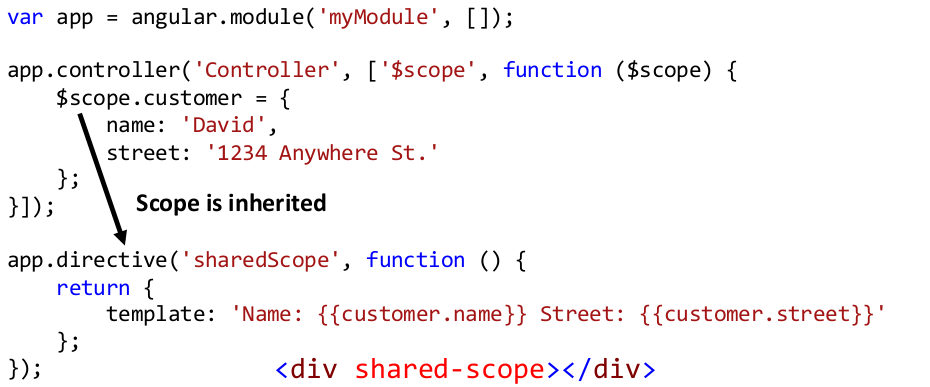 var app = angular.module('myModule', []);
app.controller('Controller', ['$scope', function ($scope) {
$scope.customer = {
name: 'David',
street: '1234 Anywhere St.'
};
}]);
Scope is inherited
app.directive('sharedScope', function () {
return {
template: 'Name: {{customer.name}} Street: {{customer.street}}'
};
});
<div shared-scope></div>